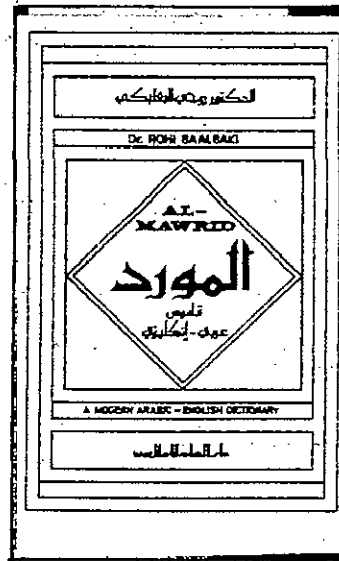 الدكتور روحي البعلبكي
Dr. ROHI BAALBAKI
AL-
MAWRID
المورد
قاموس
عربي - إنكليزي
A MODERN ARABIC - ENGLISH DICTIONARY
دار العلم للملايين